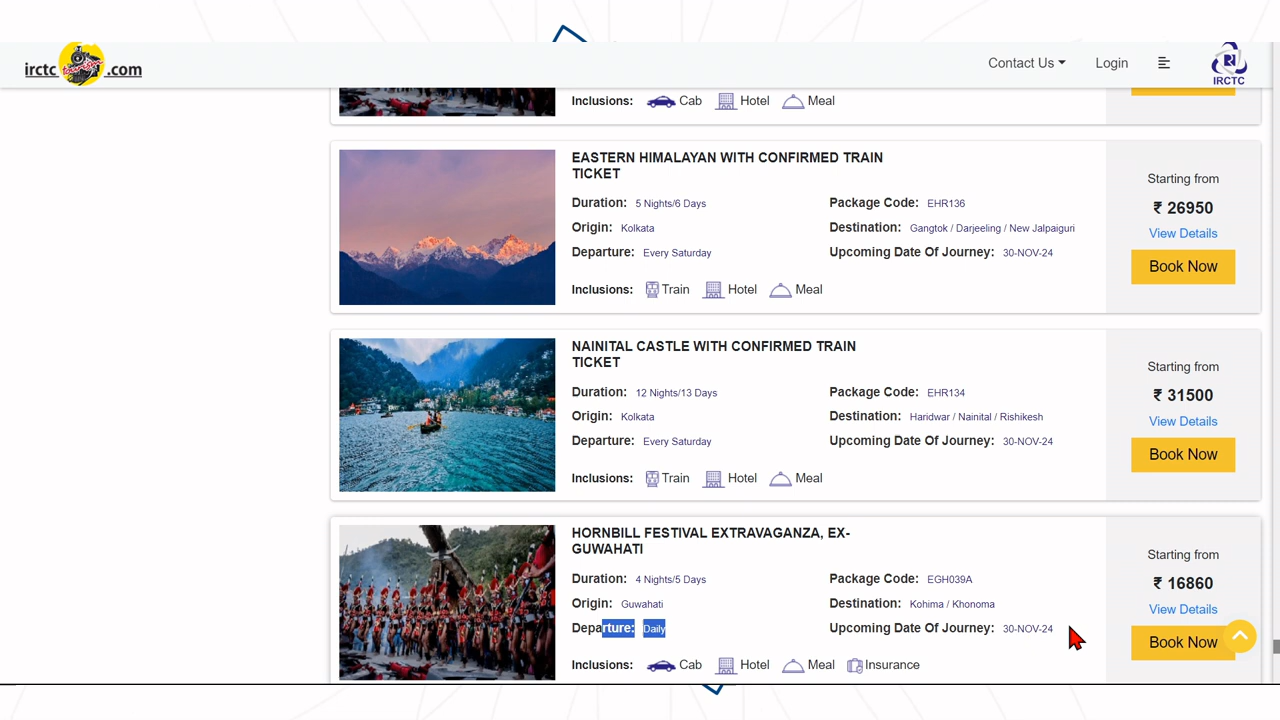 irctc tourism .com
Contact Us
Login
IRCTC
Inclusions: Cab Hotel Meal
EASTERN HIMALAYAN WITH CONFIRMED TRAIN
TICKET
Duration: 5 Nights/6 Days
Package Code: EHR136
Origin: Kolkata
Destination: Gangtok / Darjeeling / New Jalpaiguri
Departure: Every Saturday
Upcoming Date Of Journey: 30-NOV-24
Inclusions: Train Hotel Meal
Starting from
₹ 26950
View Details
Book Now
NAINITAL CASTLE WITH CONFIRMED TRAIN
TICKET
Duration: 12 Nights/13 Days
Package Code: EHR134
Origin: Kolkata
Destination: Haridwar / Nainital / Rishikesh
Departure: Every Saturday
Upcoming Date Of Journey: 30-NOV-24
Inclusions: Train Hotel Meal
Starting from
₹ 31500
View Details
Book Now
HORNBILL FESTIVAL EXTRAVAGANZA, EX-
GUWAHATI
Duration: 4 Nights/5 Days
Package Code: EGH039A
Origin: Guwahati
Destination: Kohima / Khonoma
Departure: Daily
Upcoming Date Of Journey: 30-NOV-24
Inclusions: Cab Hotel Meal Insurance
Starting from
₹ 16860
View Details
Book Now